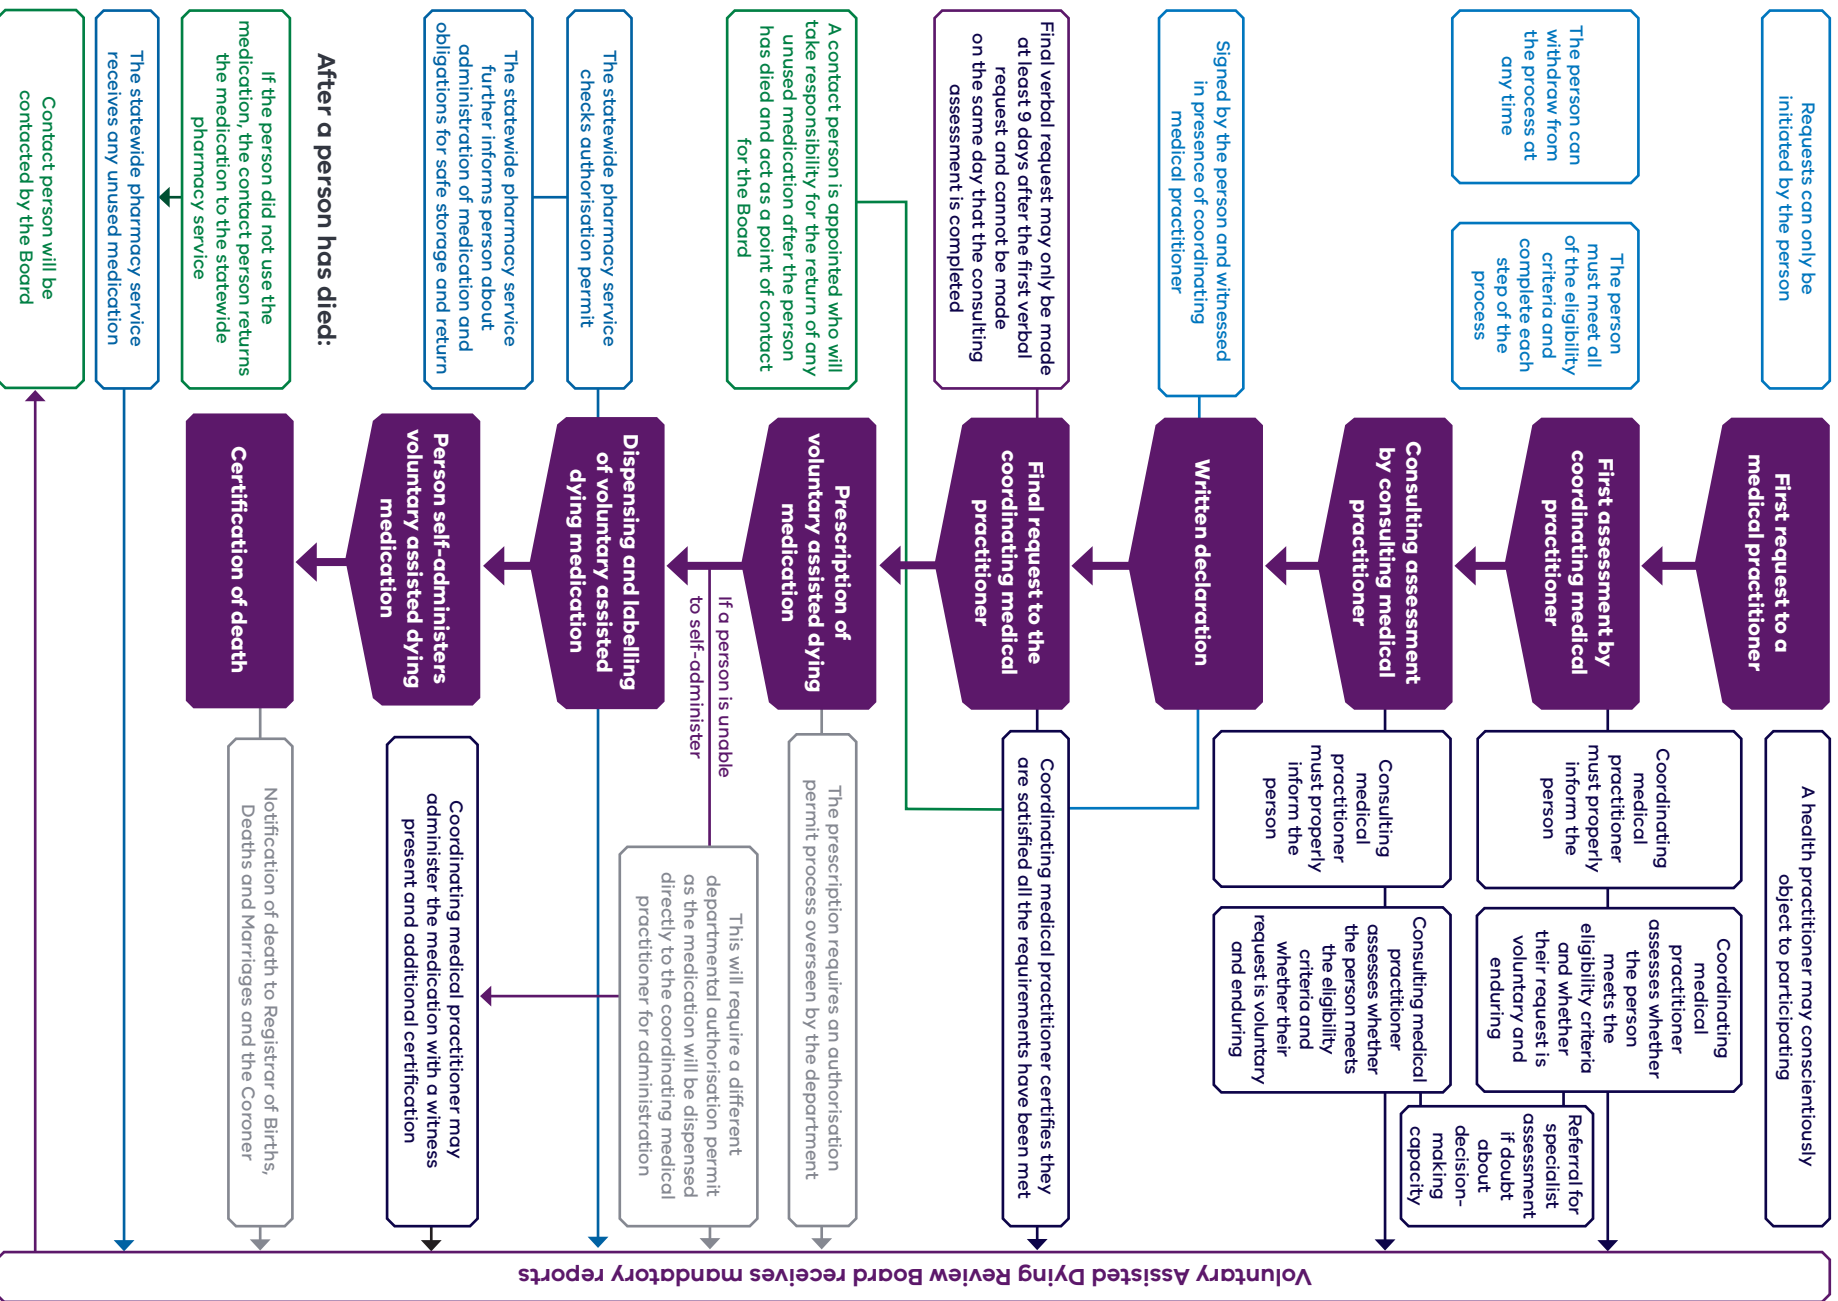 Requests can only be
initiated by the person
First request to a
medical practitioner
A health practitioner may conscientiously
object to participating
The person can
withdraw from
the process at
any time
The person
must meet all
of the eligibility
criteria and
complete each
step of the
process
First assessment by
coordinating medical
practitioner
Coordinating
medical
practitioner
must properly
inform the
person
Coordinating
medical
practitioner
assesses whether
the person
meets the
eligibility criteria
and whether
their request is
voluntary and
enduring
Referral for
specialist
assessment
if doubt
about
decision-
making
capacity
Consulting assessment
by consulting medical
practitioner
Consulting
medical
practitioner
must properly
inform the
person
Consulting medical
practitioner
assesses whether
the person meets
the eligibility
criteria and
whether their
request is voluntary
and enduring
Signed by the person and witnessed
in presence of coordinating
medical practitioner
Written declaration
Final verbal request may only be made
at least 9 days after the first verbal
request and cannot be made
on the same day that the consulting
assessment is completed
Final request to the
coordinating medical
practitioner
Coordinating medical practitioner certifies they
are satisfied all the requirements have been met
A contact person is appointed who will
take responsibility for the return of any
unused medication after the person
has died and act as a point of contact
for the Board
Prescription of
voluntary assisted dying
medication
The prescription requires an authorisation
permit process overseen by the department
If a person is unable
to self-administer
This will require a different
departmental authorisation permit
as the medication will be dispensed
directly to the coordinating medical
practitioner for administration
The statewide pharmacy service
checks authorisation permit
Dispensing and labelling
of voluntary assisted
dying medication
The statewide pharmacy service
further informs person about
administration of medication and
obligations for safe storage and return
Person self-administers
voluntary assisted dying
medication
Coordinating medical practitioner may
administer the medication with a witness
present and additional certification
After a person has died:
If the person did not use the
medication, the contact person returns
the medication to the statewide
pharmacy service
Certification of death
Notification of death to Registrar of Births,
Deaths and Marriages and the Coroner
The statewide pharmacy service
receives any unused medication
Contact person will be
contacted by the Board
Voluntary Assisted Dying Review Board receives mandatory reports